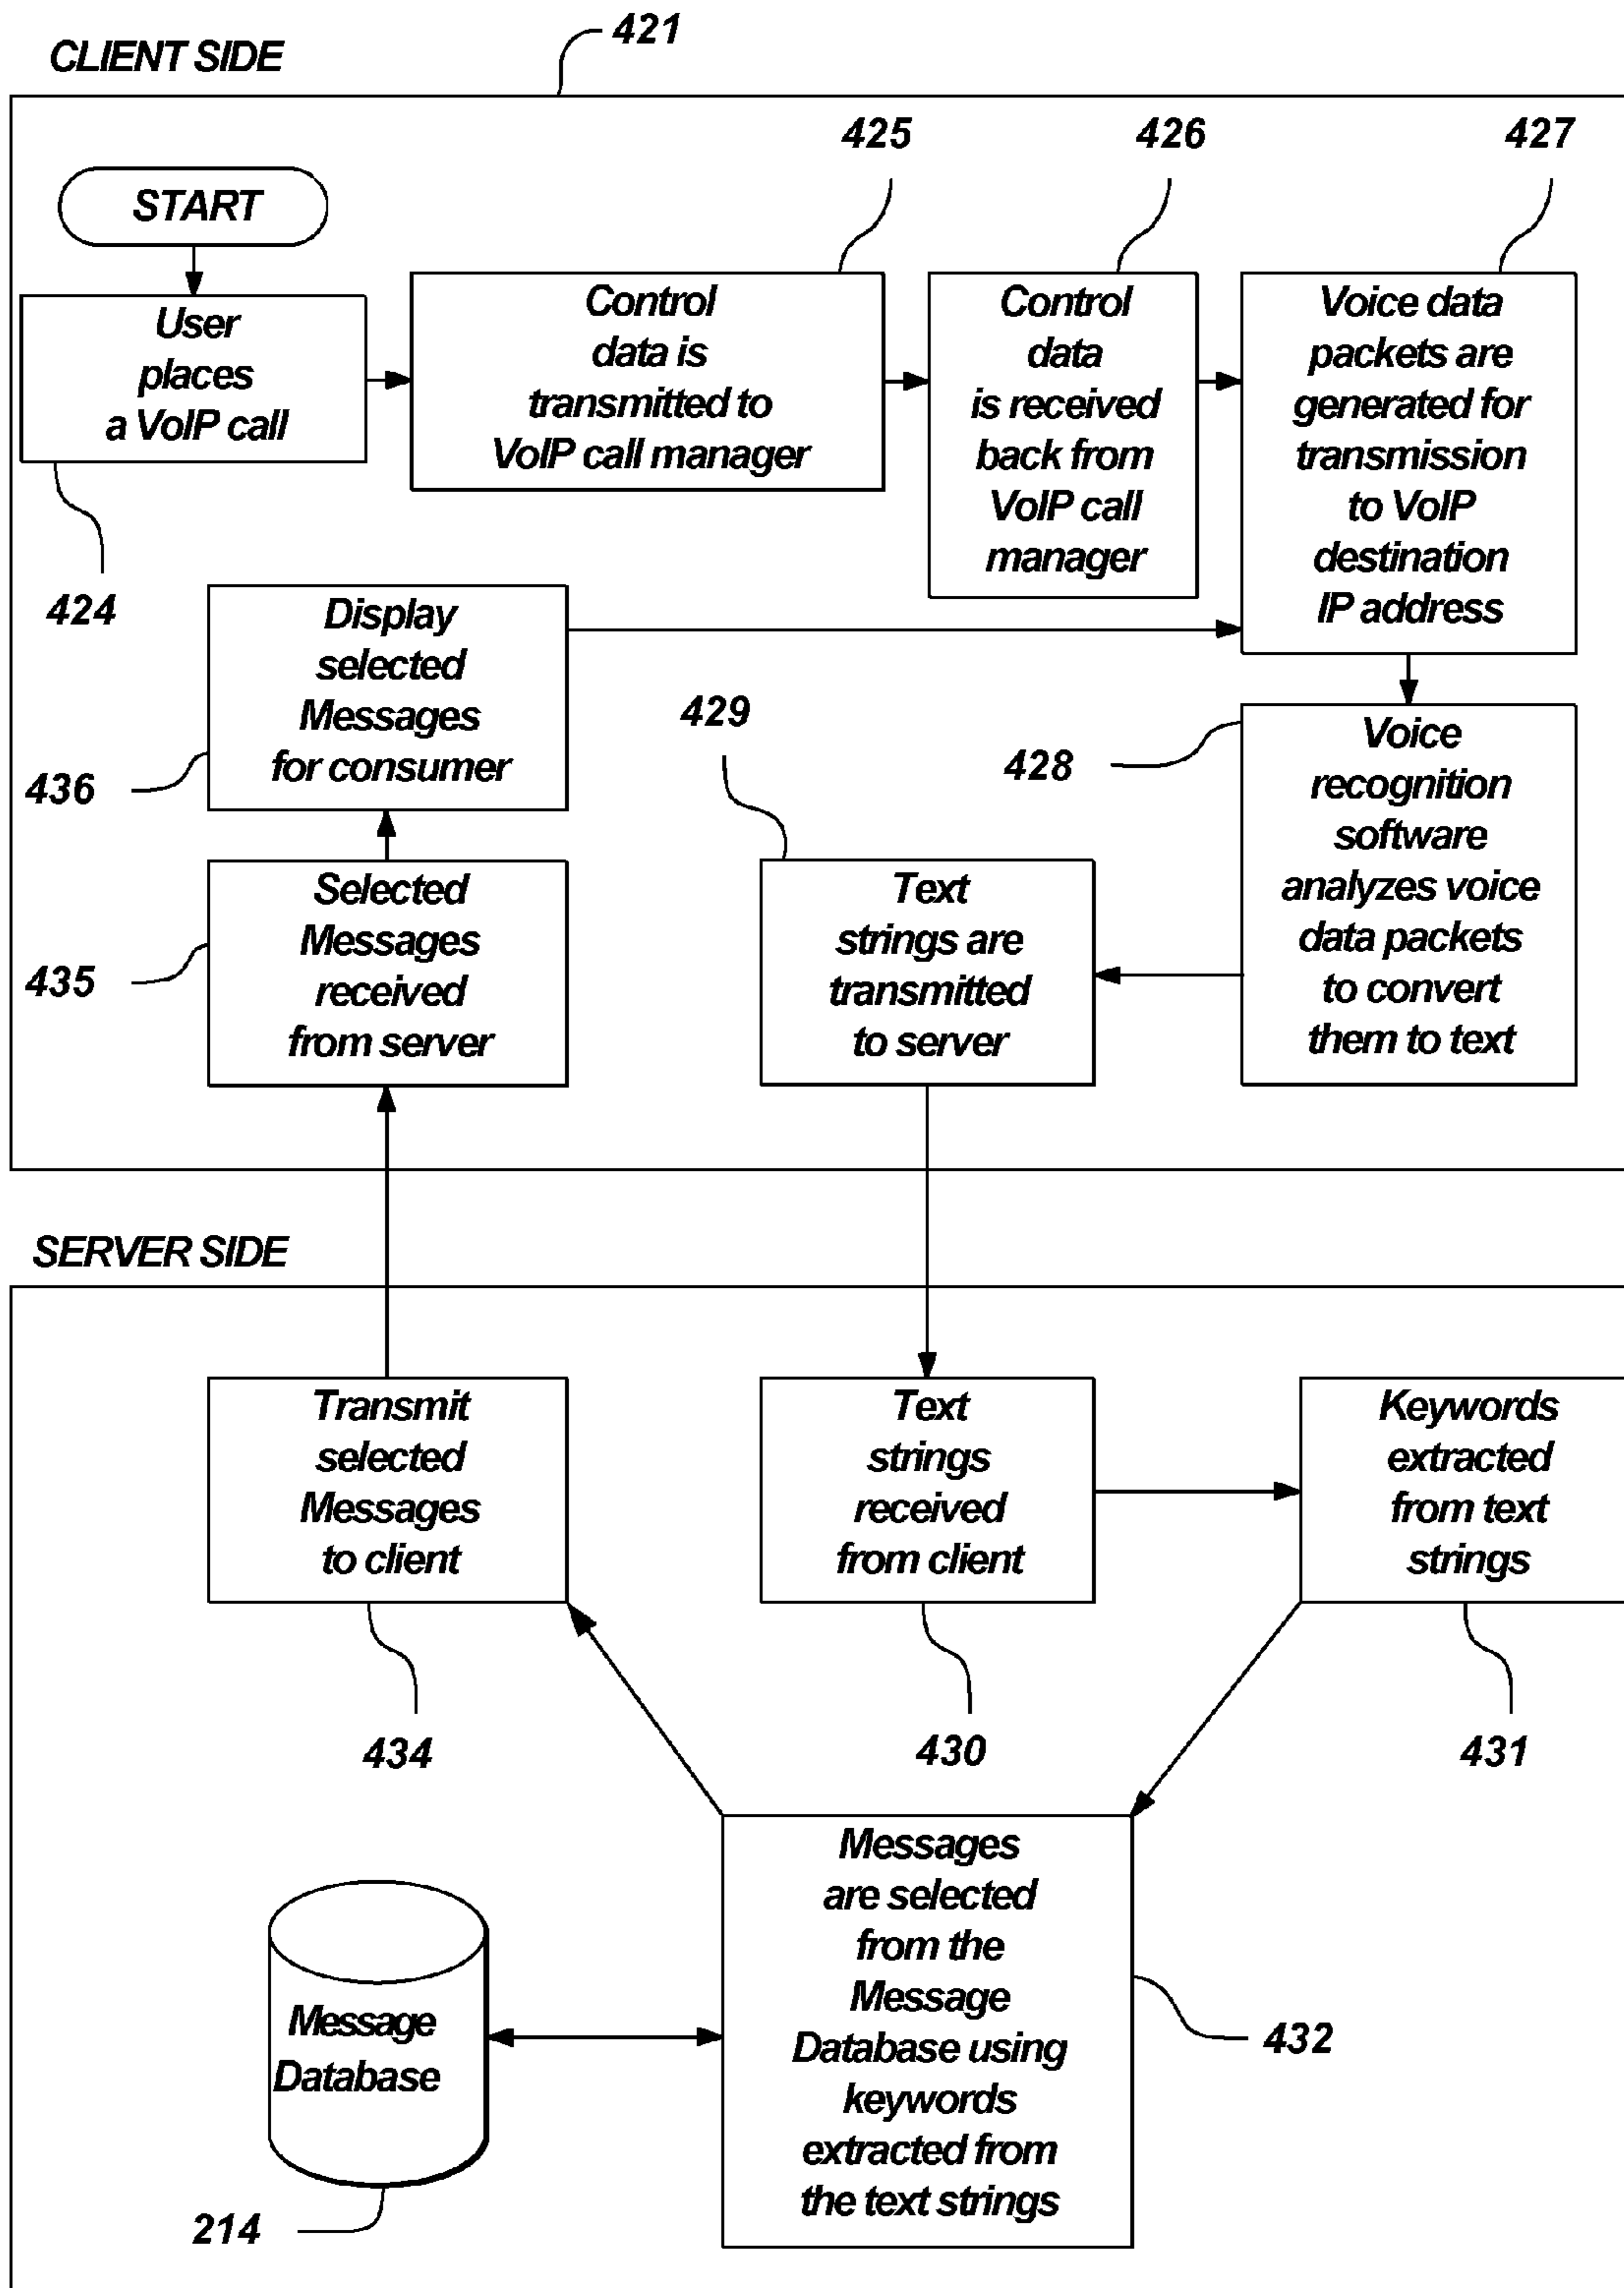 CLIENT SIDE
421
425
426
427
START
User
places
a VoIP call
Control
data is
transmitted to
VoIP call manager
Control
data
is received
back from
VoIP call
manager
Voice data
packets are
generated for
transmission
to VoIP
destination
IP address
424
Display
selected
Messages
for consumer
436
429
428
Voice
recognition
software
analyzes voice
data packets
to convert
them to text
Selected
Messages
received
from server
435
Text
strings are
transmitted
to server
SERVER SIDE
Transmit
selected
Messages
to client
Text
strings
received
from client
Keywords
extracted
from text
strings
434
430
431
Messages
are selected
from the
Message
Database using
keywords
extracted from
the text strings
432
Message
Database
214